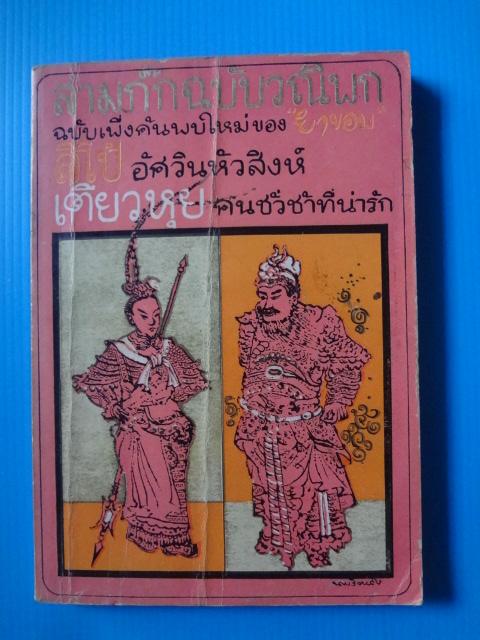 สามก๊กฉบับวณิพก
ฉบับเพิ่งค้นพบใหม่ของ "ยาขอบ"
ลิโป้ อัศวินหัวสิงห์
เตียวหุย คนชั่วช้าที่น่ารัก